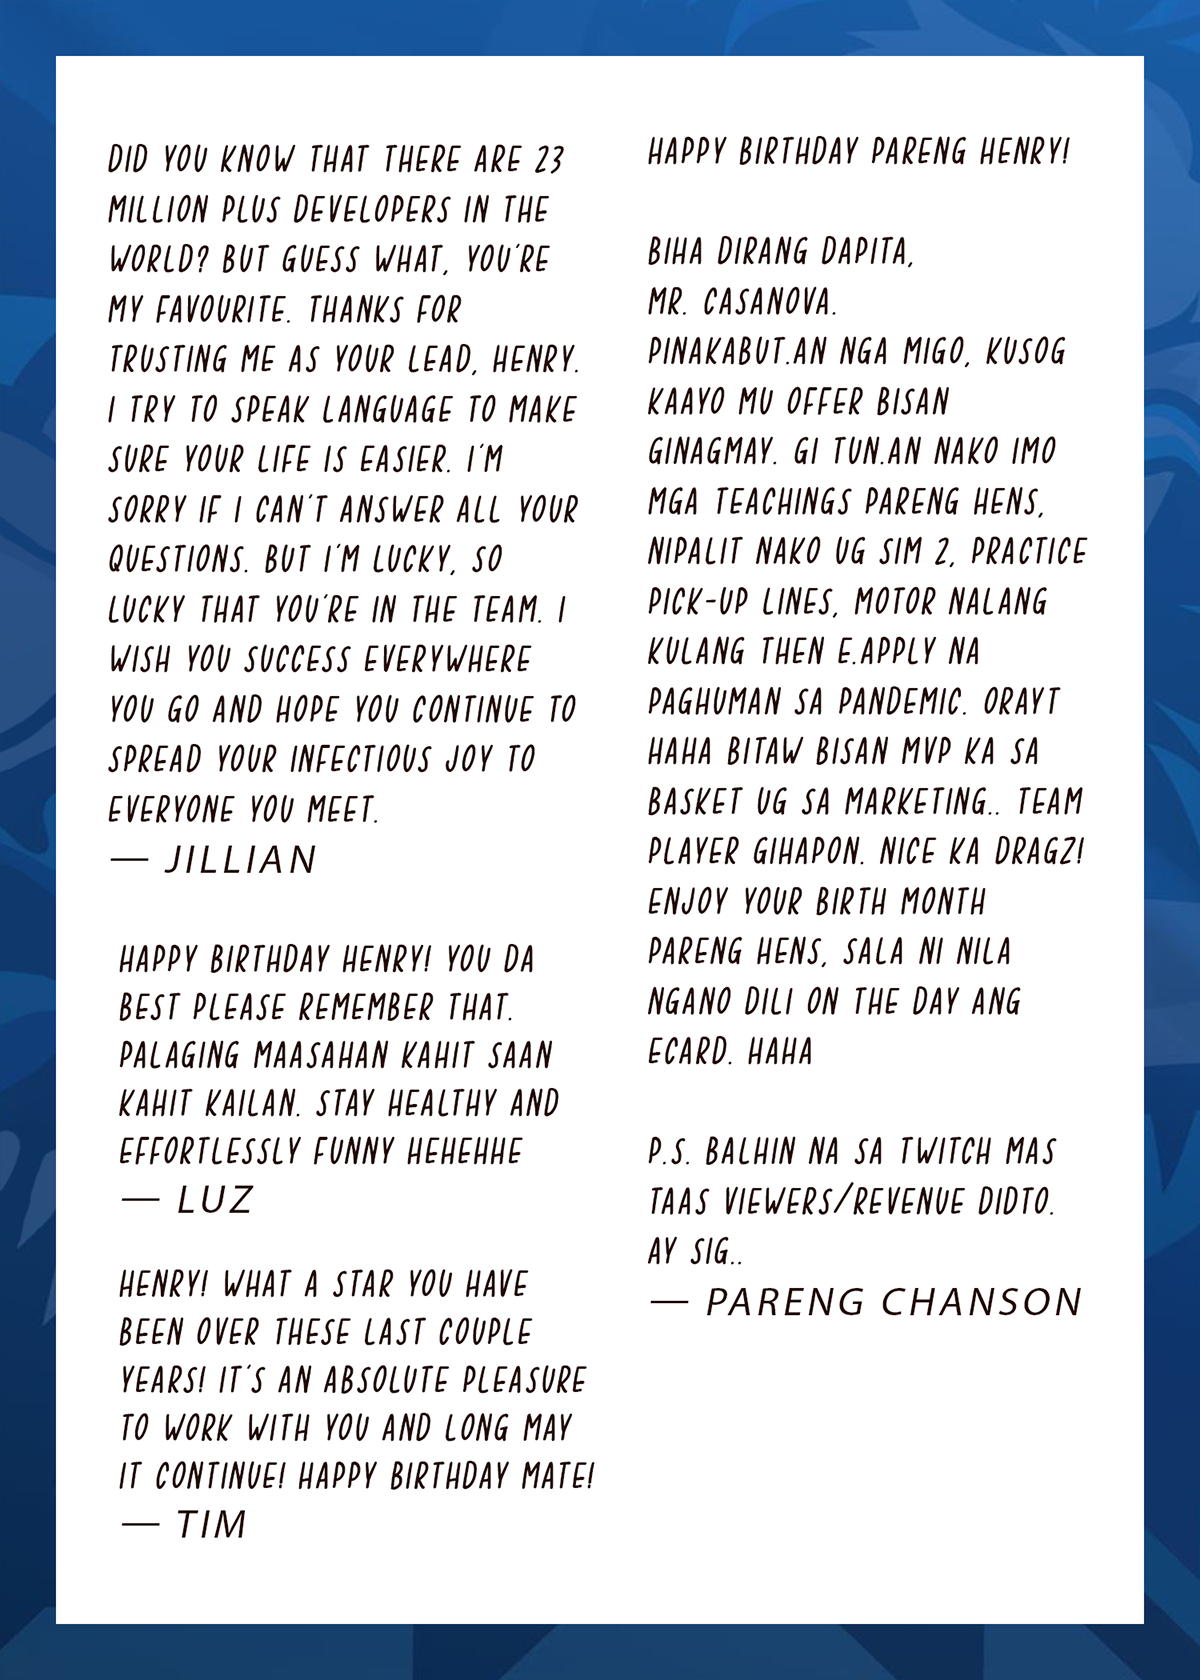 DID YOU KNOW THAT THERE ARE 23
MILLION PLUS DEVELOPERS IN THE
WORLD? BUT GUESS WHAT, YOU'RE
MY FAVOURITE. THANKS FOR
TRUSTING ME AS YOUR LEAD, HENRY.
I TRY TO SPEAK LANGUAGE TO MAKE
SURE YOUR LIFE IS EASIER. I'M
SORRY IF I CAN'T ANSWER ALL YOUR
QUESTIONS. BUT I'M LUCKY, SO
LUCKY THAT YOU'RE IN THE TEAM. I
WISH YOU SUCCESS EVERYWHERE
YOU GO AND HOPE YOU CONTINUE TO
SPREAD YOUR INFECTIOUS JOY TO
EVERYONE YOU MEET.
— JILLIAN
HAPPY BIRTHDAY HENRY! YOU DA
BEST PLEASE REMEMBER THAT.
PALAGING MAASAHAN KAHIT SAAN
KAHIT KAILAN. STAY HEALTHY AND
EFFORTLESSLY FUNNY HEHEHHE
— LUZ
HENRY! WHAT A STAR YOU HAVE
BEEN OVER THESE LAST COUPLE
YEARS! IT'S AN ABSOLUTE PLEASURE
TO WORK WITH YOU AND LONG MAY
IT CONTINUE! HAPPY BIRTHDAY MATE!
— TIM
HAPPY BIRTHDAY PARENG HENRY!
BIHA DIRANG DAPITA,
MR. CASANOVA.
PINAKABUT.AN NGA MIGO, KUSOG
KAAYO MU OFFER BISAN
GINAGMAY. GI TUN.AN NAKO IMO
MGA TEACHINGS PARENG HENS,
NIPALIT NAKO UG SIM 2, PRACTICE
PICK-UP LINES, MOTOR NALANG
KULANG THEN E.APPLY NA
PAGHUMAN SA PANDEMIC. ORAYT
HAHA BITAW BISAN MVP KA SA
BASKET UG SA MARKETING.. TEAM
PLAYER GIHAPON. NICE KA DRAGZ!
ENJOY YOUR BIRTH MONTH
PARENG HENS, SALA NI NILA
NGANO DILI ON THE DAY ANG
ECARD. HAHA
P.S. BALHIN NA SA TWITCH MAS
TAAS VIEWERS/REVENUE DIDTO.
AY SIG..
— PARENG CHANSON